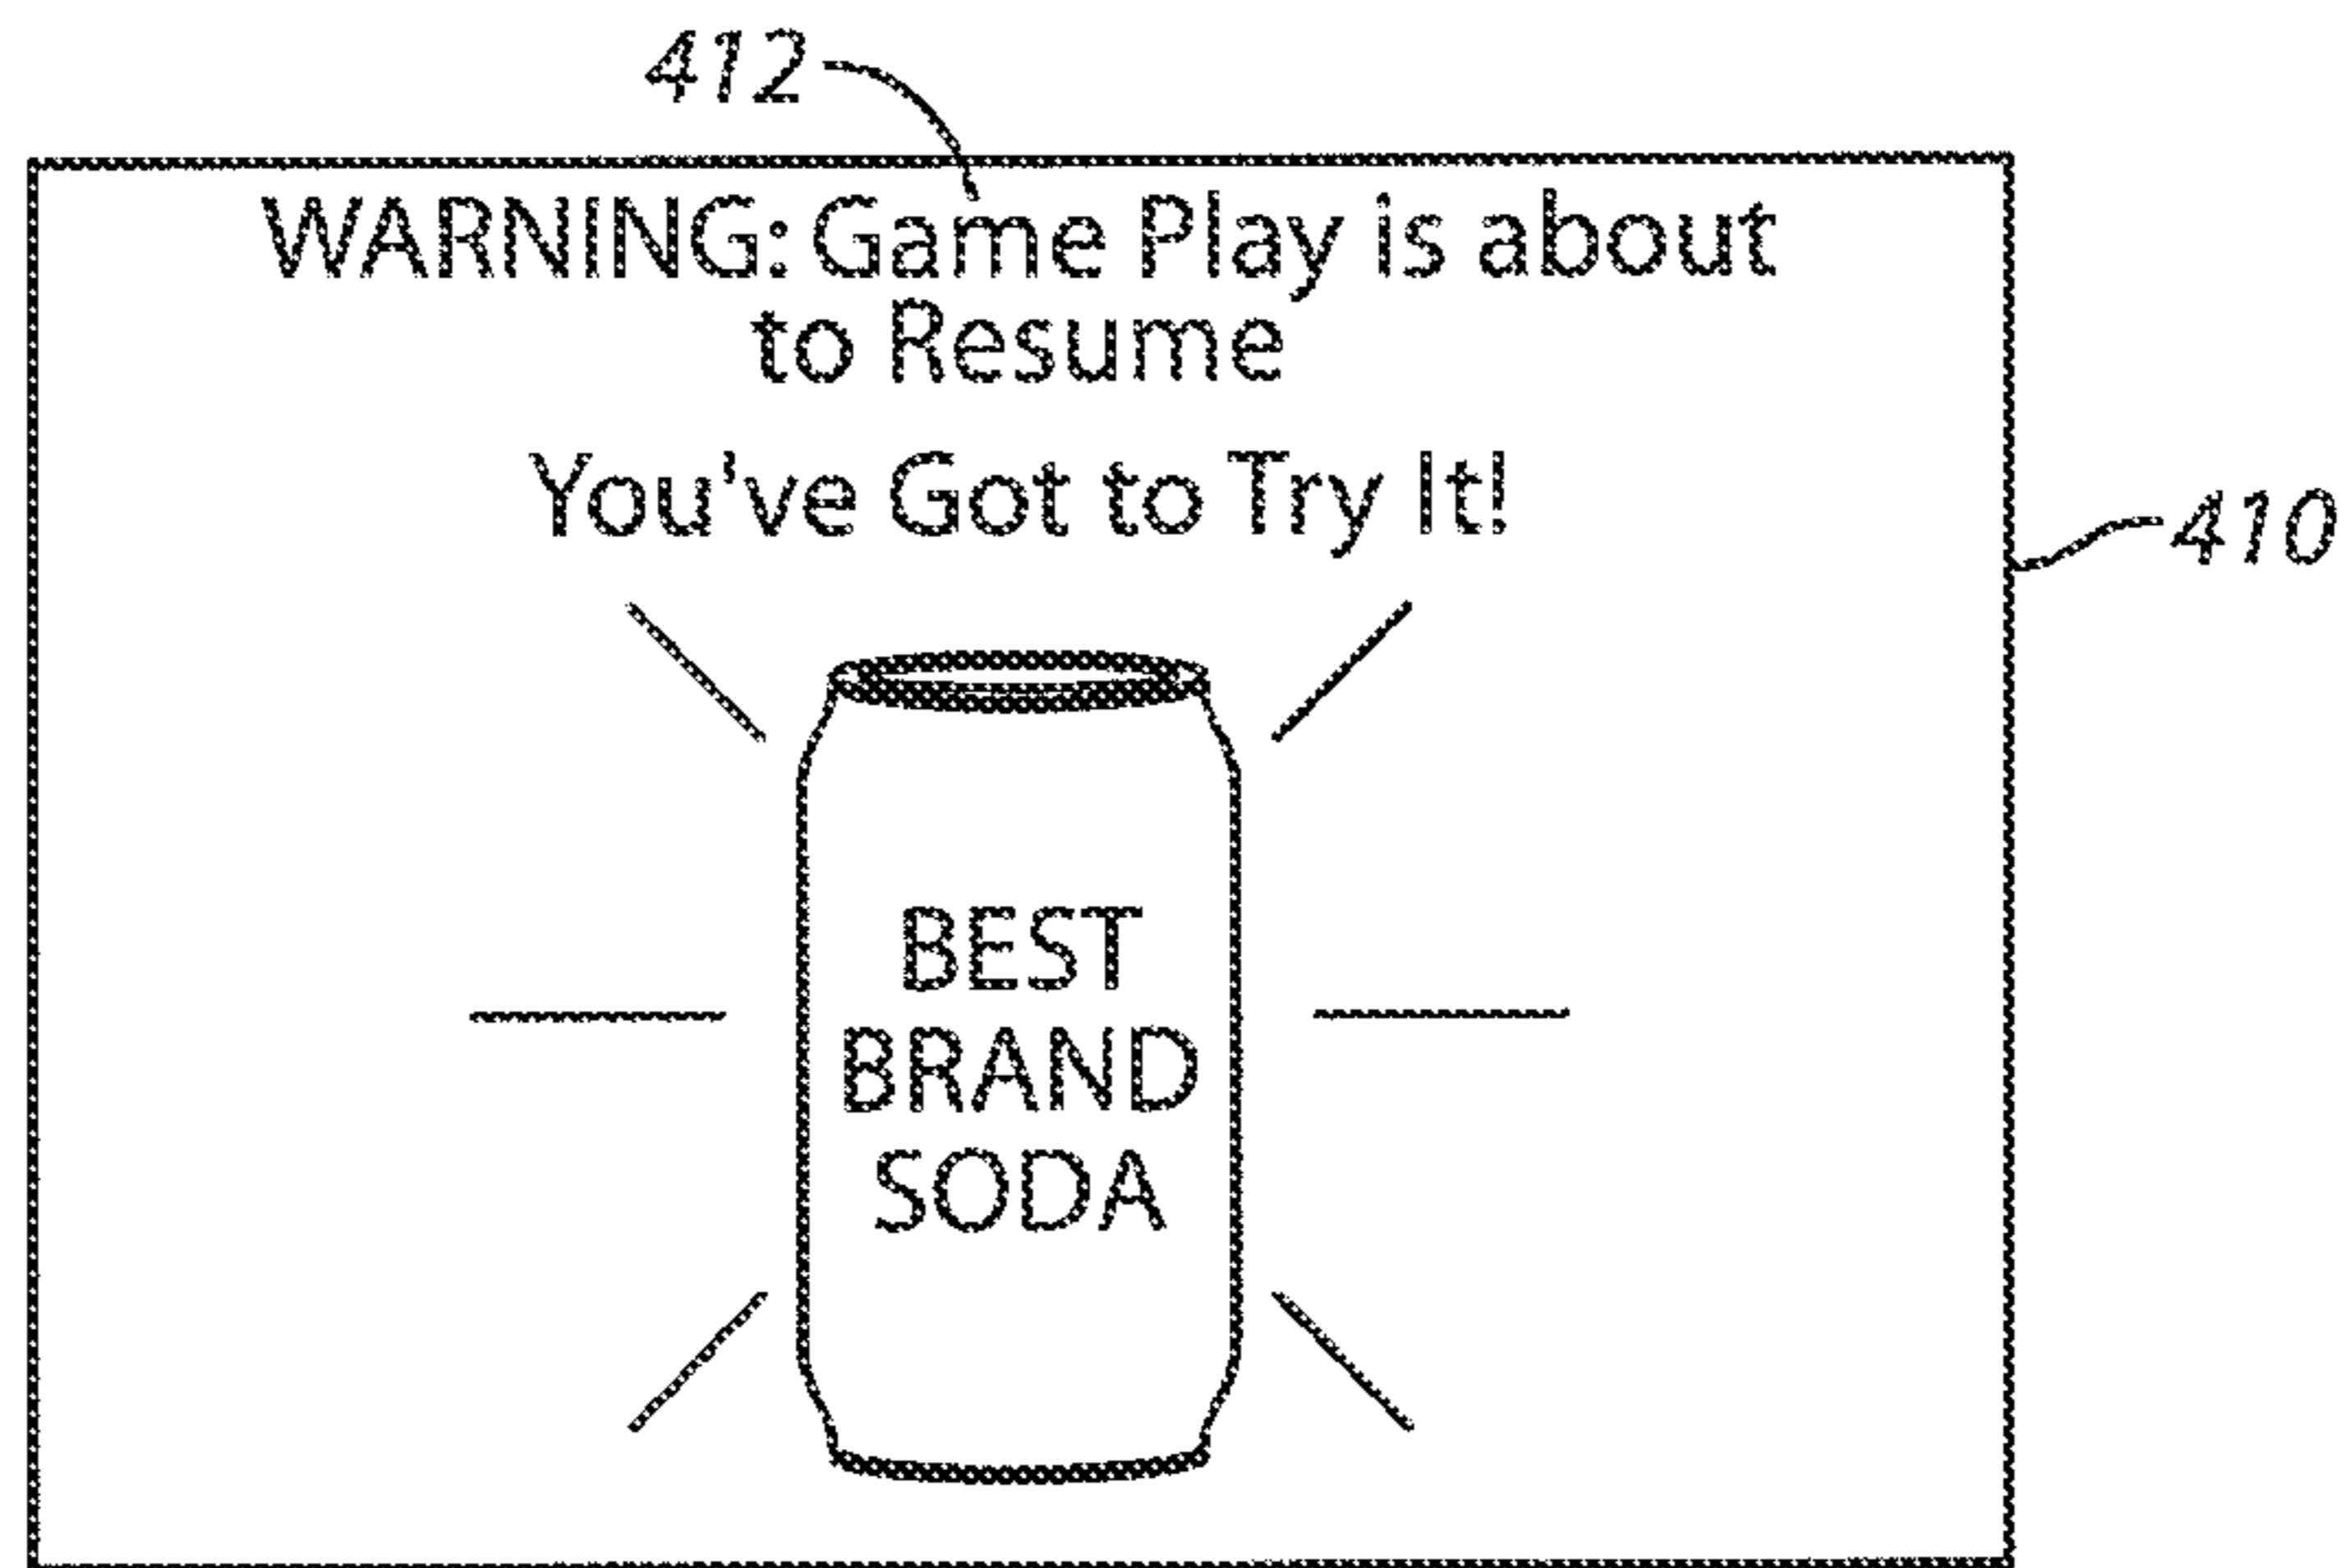 412
WARNING: Game Play is about
to Resume
You've Got to Try It!
410
BEST
BRAND
SODA